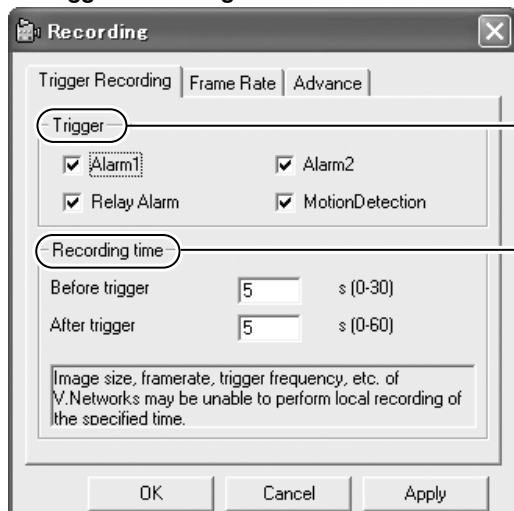 Recording
Trigger Recording Frame Rate Advance
Trigger
Alarm1 Alarm2
Relay Alarm MotionDetection
Recording time
Before trigger 5 s (0-30)
After trigger 5 s (0-60)
Image size, framerate, trigger frequency, etc. of
V.Networks may be unable to perform local recording of
the specified time.
OK Cancel Apply